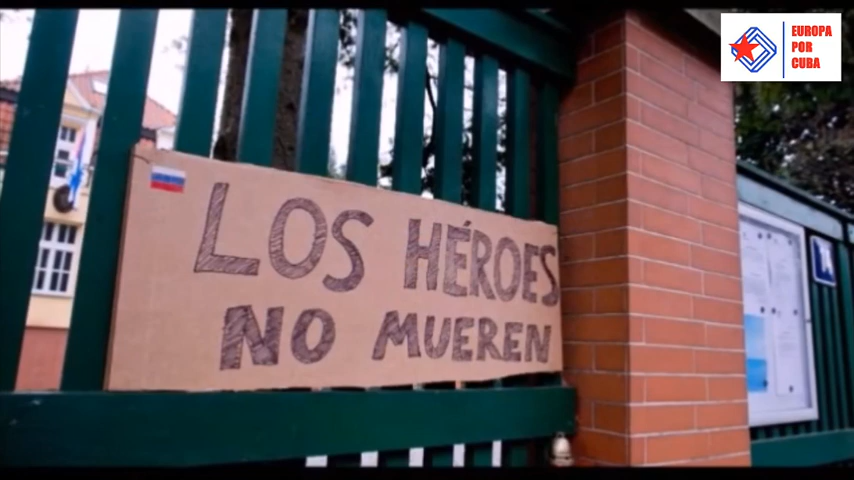 EUROPA
POR
CUBA
LOS HÉROES
NO MUEREN